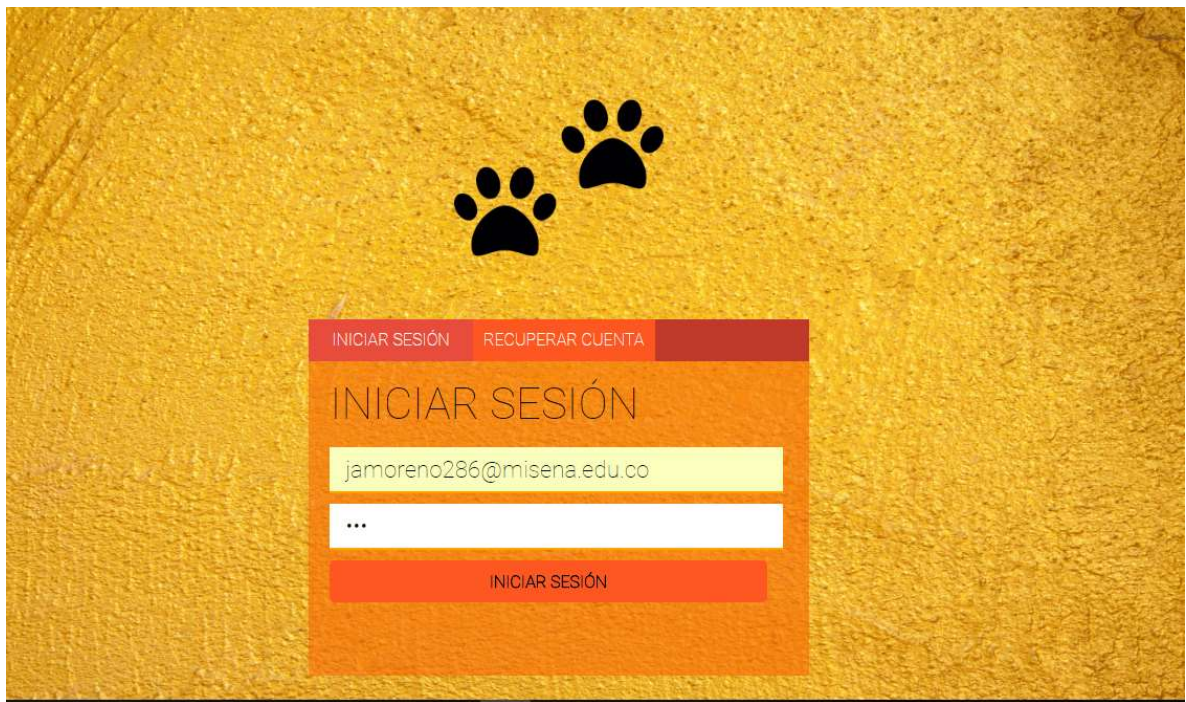 INICIAR SESIÓN RECUPERAR CUENTA
INICIAR SESIÓN
jamoreno286@misena.edu.co
•••
INICIAR SESIÓN